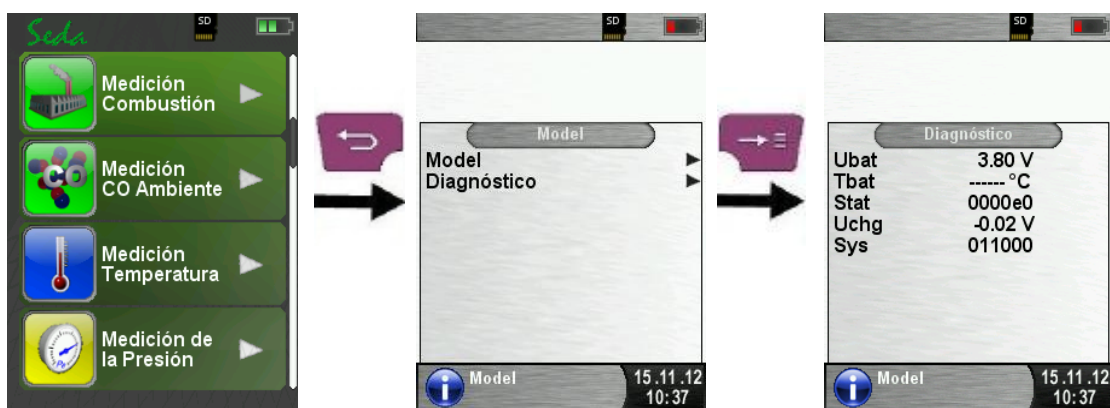 Seda
SD
Medición
Combustión
CO
Medición
CO Ambiente
Medición
Temperatura
Pa
Medición de
la Presión
SD
Model
Model
Diagnóstico
Model
15.11.12
10:37
SD
Diagnóstico
Ubat 3.80 V
Tbat ------ °C
Stat 0000e0
Uchg -0.02 V
Sys 011000
Model
15.11.12
10:37